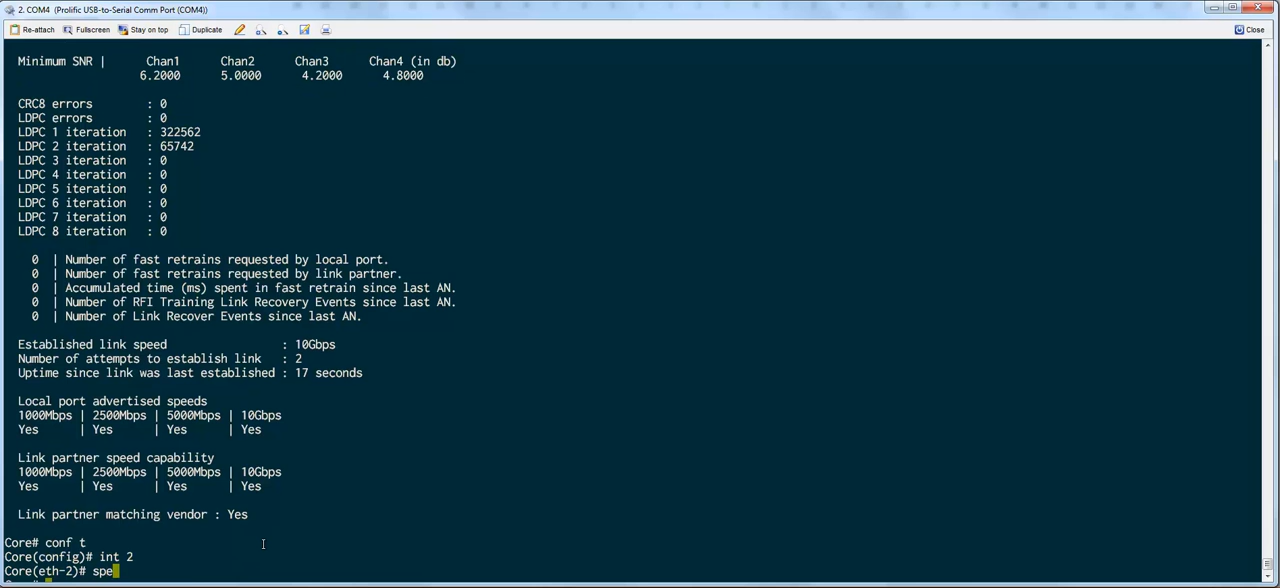 2. COM4 (Prolific USB-to-Serial Comm Port (COM4))
Re-attach Fullscreen Stay on top Duplicate Close
Minimum SNR | Chan1 Chan2 Chan3 Chan4 (in db)
6.2000 5.0000 4.2000 4.8000
CRC8 errors : 0
LDPC errors : 0
LDPC 1 iteration : 322562
LDPC 2 iteration : 65742
LDPC 3 iteration : 0
LDPC 4 iteration : 0
LDPC 5 iteration : 0
LDPC 6 iteration : 0
LDPC 7 iteration : 0
LDPC 8 iteration : 0
0 | Number of fast retrains requested by local port.
0 | Number of fast retrains requested by link partner.
0 | Accumulated time (ms) spent in fast retrain since last AN.
0 | Number of RFI Training Link Recovery Events since last AN.
0 | Number of Link Recover Events since last AN.
Established link speed : 10Gbps
Number of attempts to establish link : 2
Uptime since link was last established : 17 seconds
Local port advertised speeds
1000Mbps | 2500Mbps | 5000Mbps | 10Gbps
Yes | Yes | Yes | Yes
Link partner speed capability
1000Mbps | 2500Mbps | 5000Mbps | 10Gbps
Yes | Yes | Yes | Yes
Link partner matching vendor : Yes
Core# conf t
Core(config)# int 2
Core(eth-2)# spe